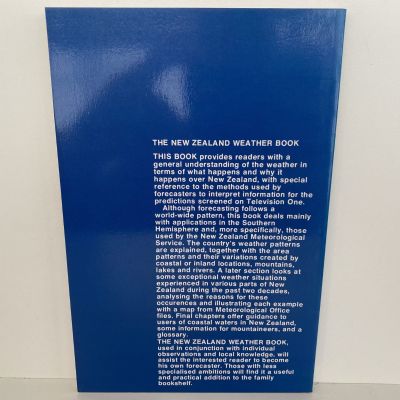 THE NEW ZEALAND WEATHER BOOK
THIS BOOK provides readers with a
general understanding of the weather in
terms of what happens and why it
happens over New Zealand, with special
reference to the methods used by
forecasters to interpret information for the
predictions screened on Television One.
Although forecasting follows a
world-wide pattern, this book deals mainly
with applications in the Southern
Hemisphere and, more specifically, those
used by the New Zealand Meteorological
Service. The country's weather patterns
are explained, together with the area
patterns and their variations created by
coastal or inland locations, mountains,
lakes and rivers. A later section looks at
some exceptional weather situations
experienced in various parts of New
Zealand during the past two decades,
analysing the reasons for these
occurences and illustrating each example
with a map from Meteorological Office
files. Final chapters offer guidance to
users of coastal waters in New Zealand,
some information for mountaineers, and a
glossary.
THE NEW ZEALAND WEATHER BOOK,
used in conjunction with individual
observations and local knowledge, will
assist the interested reader to become
his own forecaster. Those with less
specialised ambitions will find it a useful
and practical addition to the family
bookshelf.